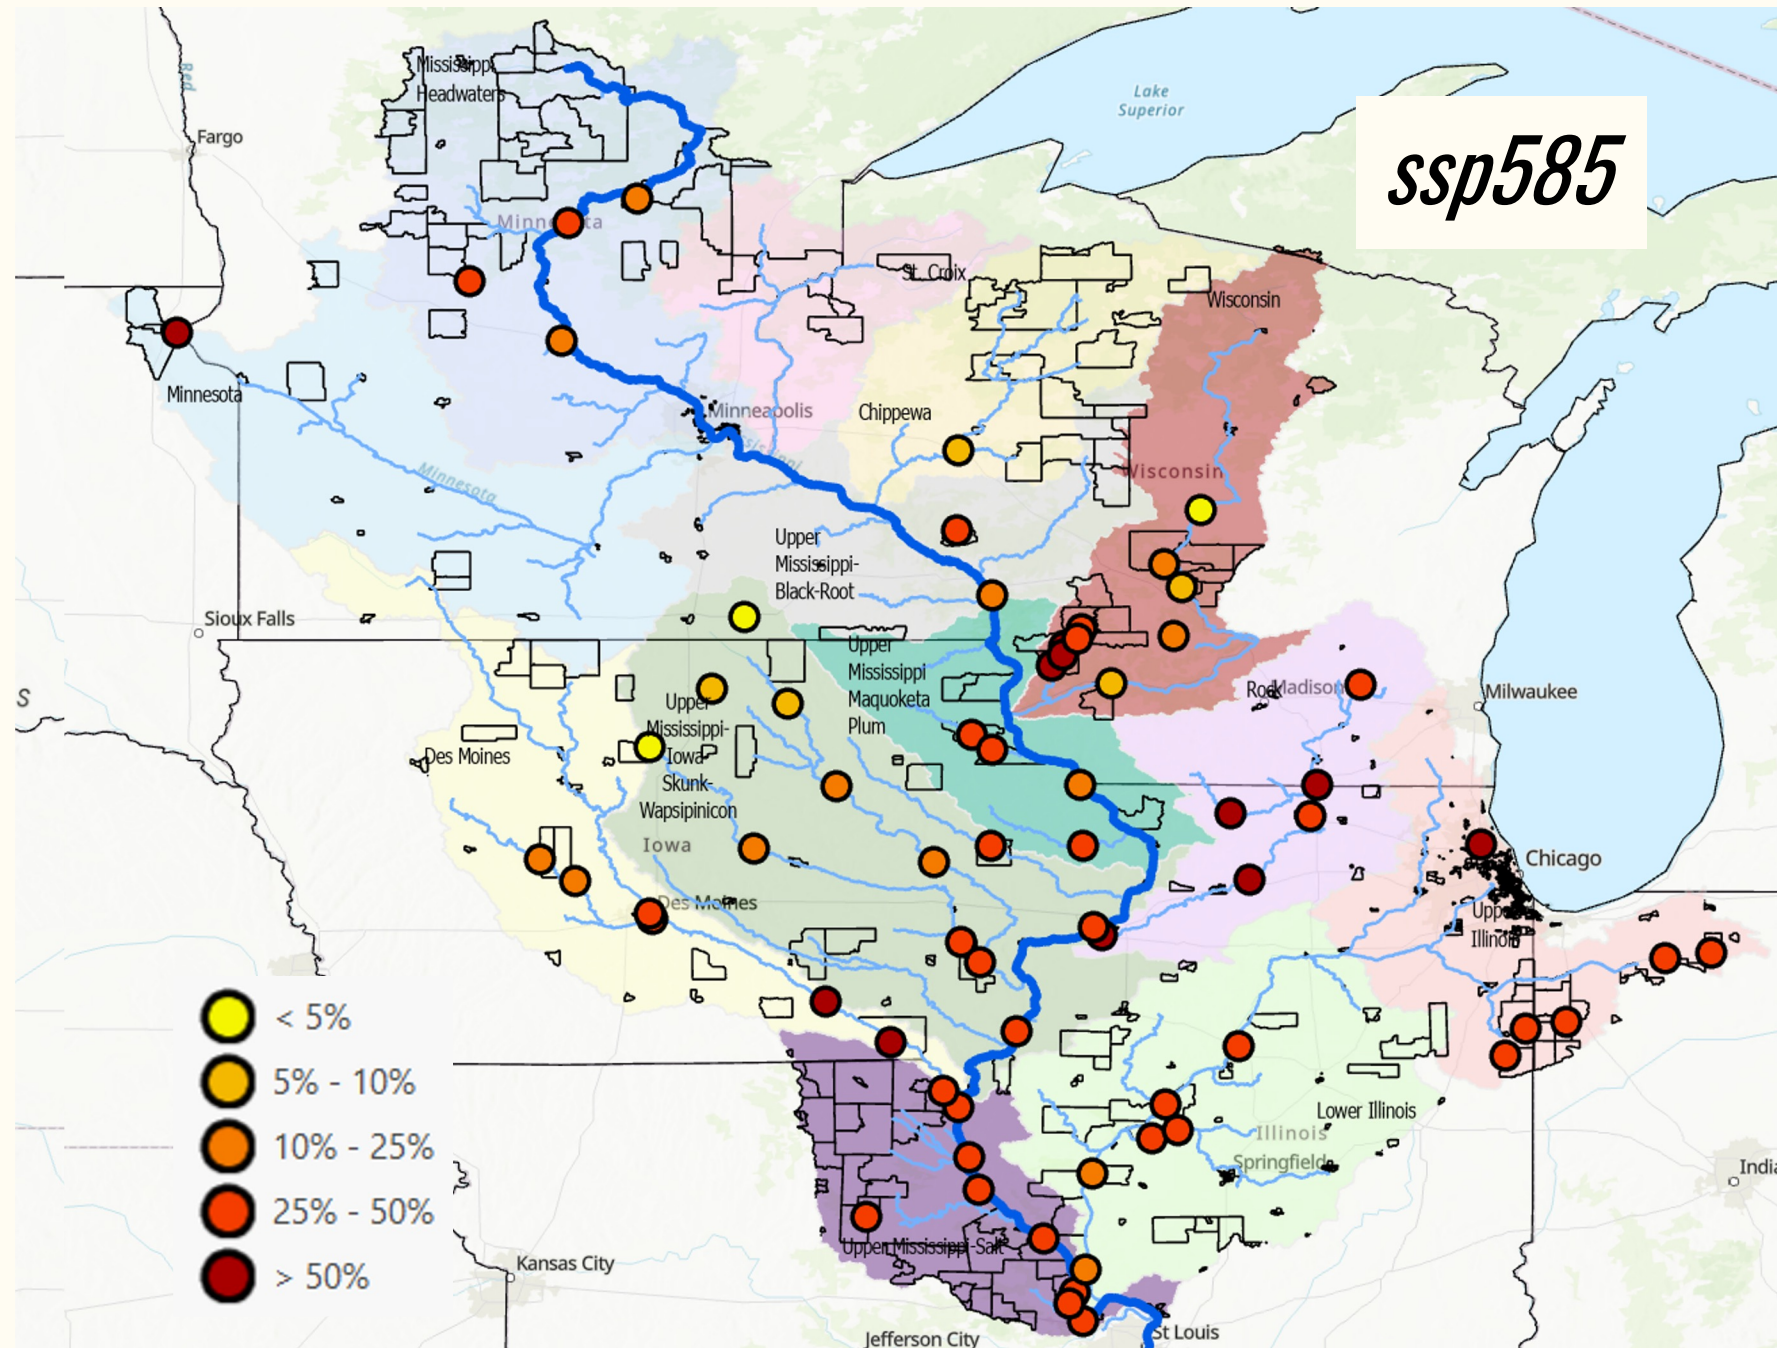 Mississippi
Headwaters
Red
Fargo
Lake
Superior
ssp585
Minnesota
St. Croix
Wisconsin
Minnesota
Minneapolis
Chippewa
Mississippi
Minnesota
Wisconsin
Upper
Mississippi-
Black-Root
Sioux Falls
Upper
Mississippi
Maquoketa
Plum
Rock
Madison
Milwaukee
S
Upper
Mississippi-
Iowa
Skunk-
Wapsipinicon
Des Moines
Iowa
Chicago
Des Moines
Upper
Illinois
< 5%
5% - 10%
10% - 25%
25% - 50%
> 50%
Lower Illinois
Illinois
Springfield
India
Upper Mississippi-Salt
Kansas City
Jefferson City
St Louis